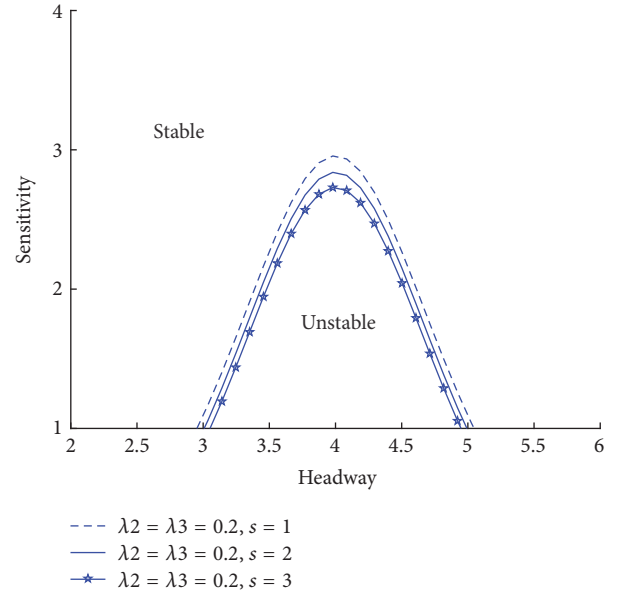 4
3
2
1
Sensitivity
Stable
Unstable
2 2.5 3 3.5 4 4.5 5 5.5 6
Headway
λ2 = λ3 = 0.2, s = 1
λ2 = λ3 = 0.2, s = 2
λ2 = λ3 = 0.2, s = 3